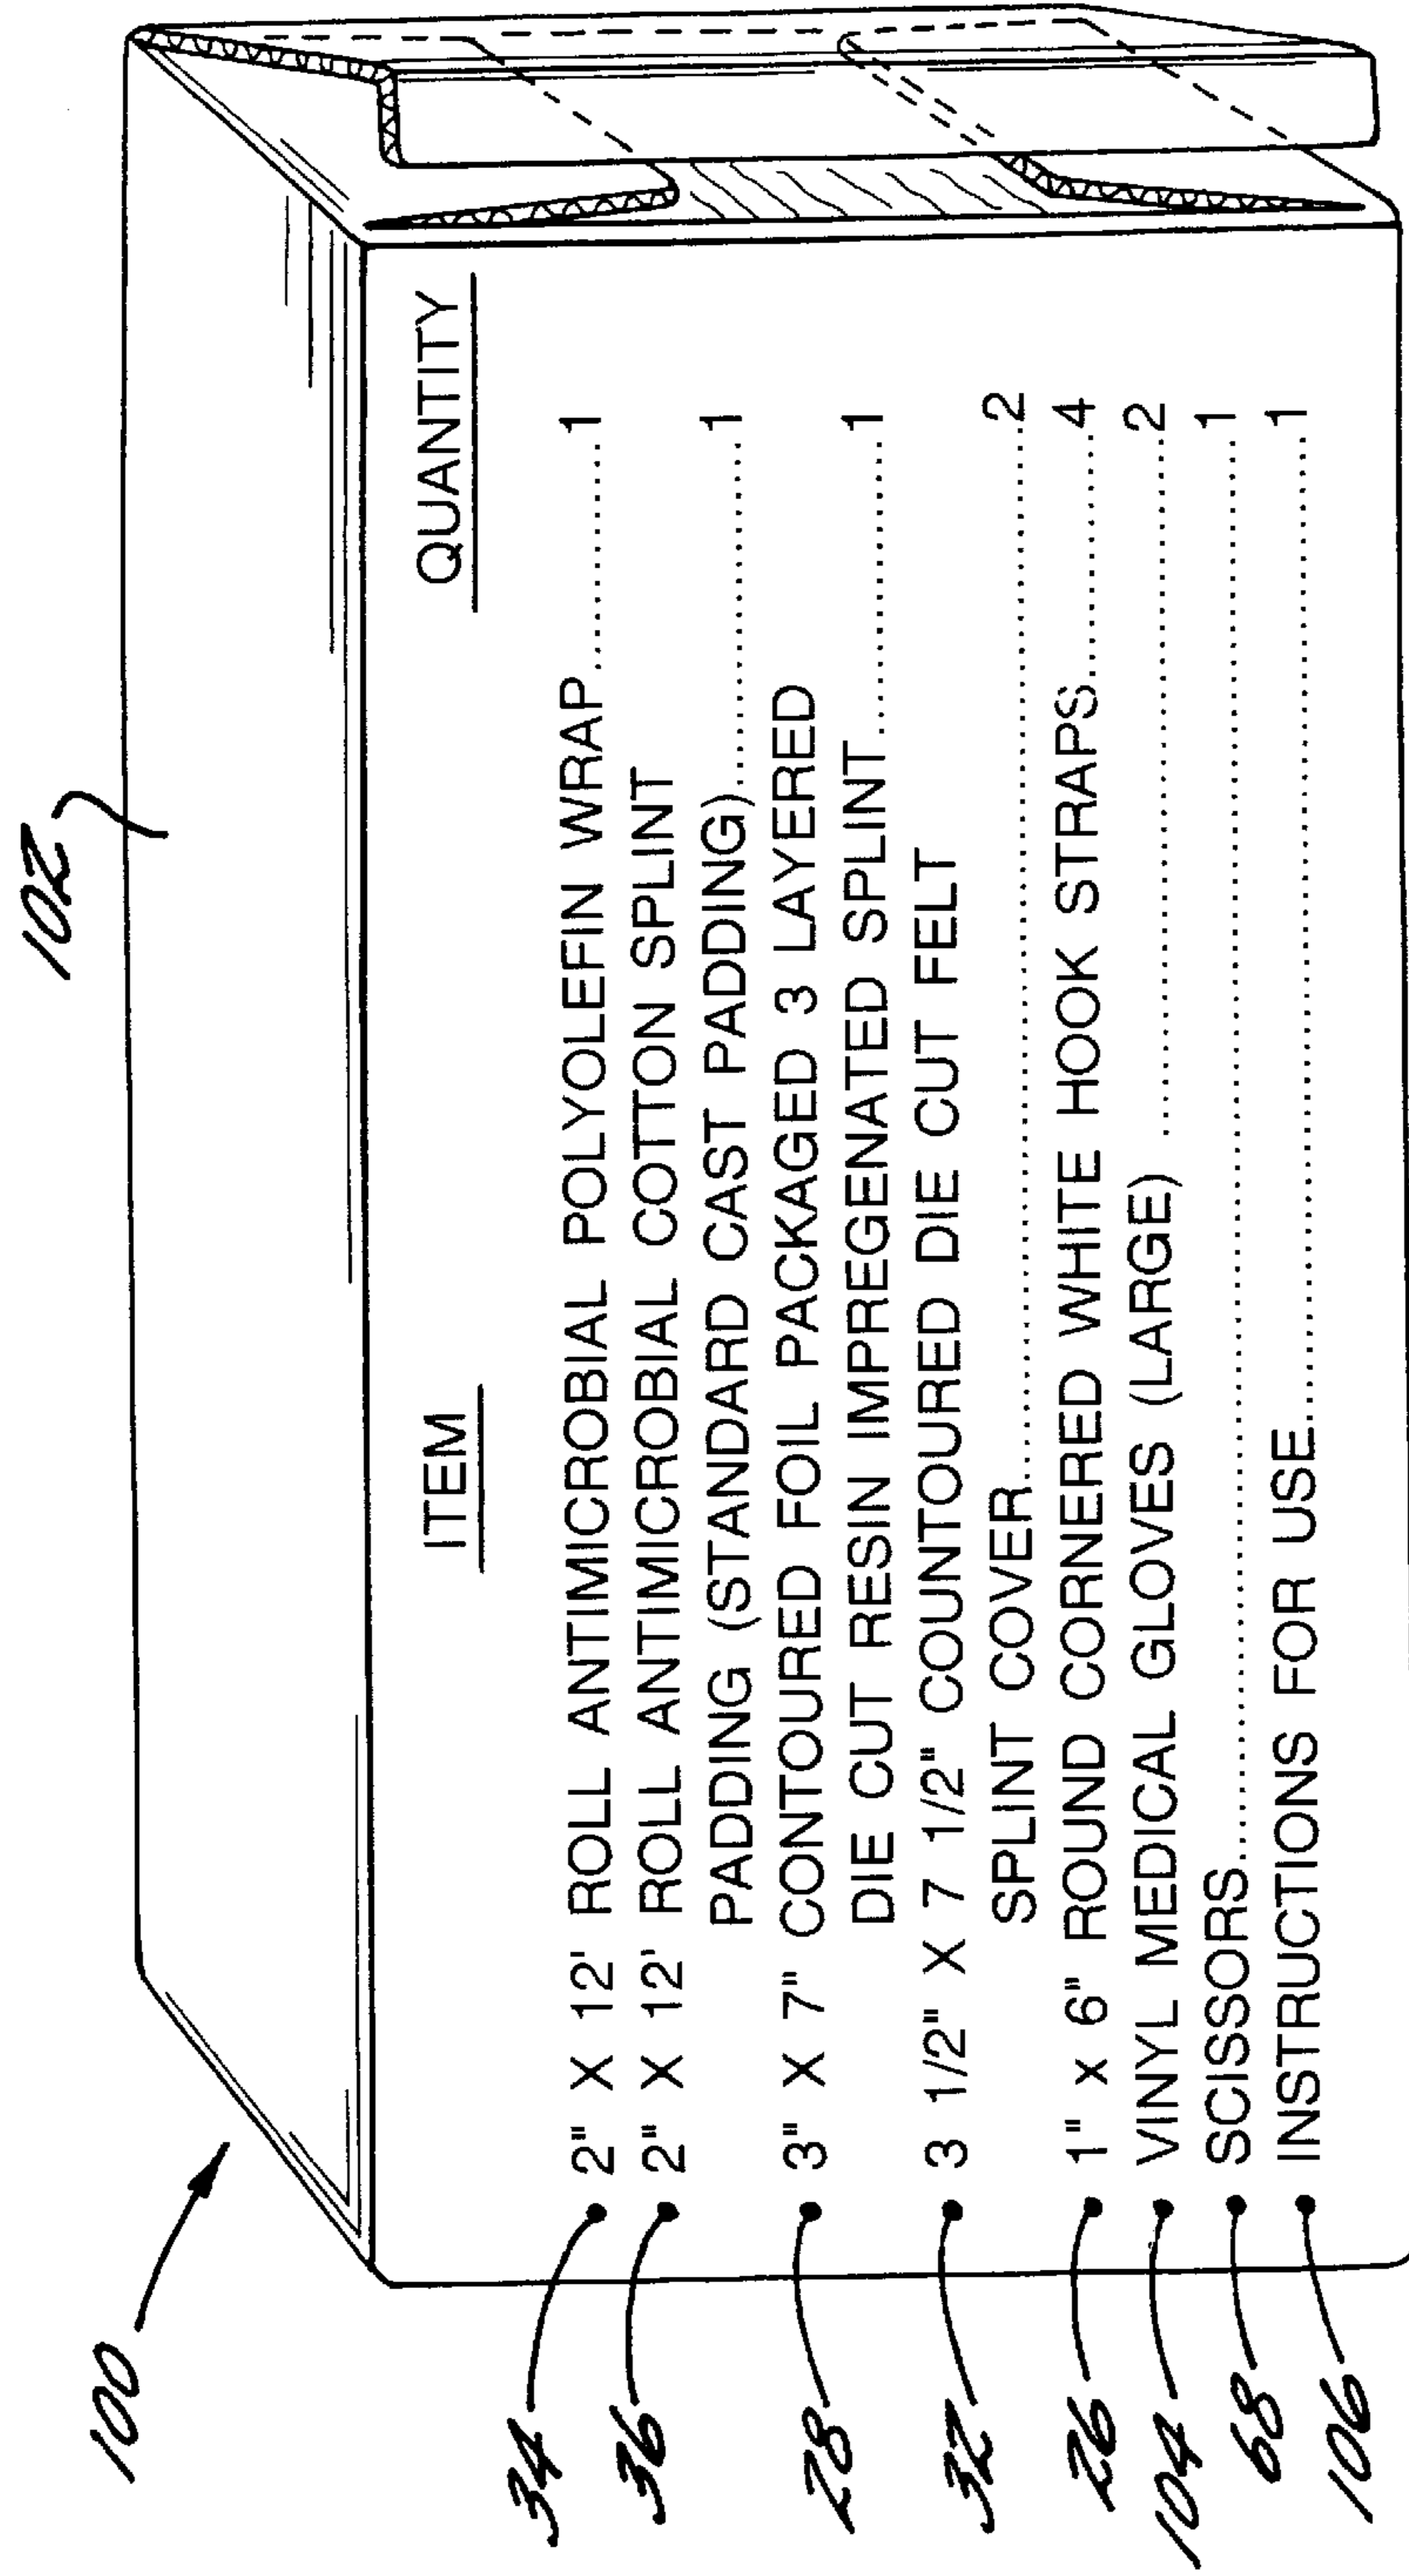 102
100
ITEM QUANTITY
34 • 2" X 12' ROLL ANTIMICROBIAL POLYOLEFIN WRAP.............1
36 • 2" X 12' ROLL ANTIMICROBIAL COTTON SPLINT
PADDING (STANDARD CAST PADDING)....................1
28 • 3" X 7" CONTOURED FOIL PACKAGED 3 LAYERED
DIE CUT RESIN IMPREGENATED SPLINT.................1
32 • 3 1/2" X 7 1/2" COUNTOURED DIE CUT FELT
SPLINT COVER..............................................................2
26 • 1" x 6" ROUND CORNERED WHITE HOOK STRAPS..............4
104 • VINYL MEDICAL GLOVES (LARGE) ........................................2
68 • SCISSORS....................................................................................1
106 • INSTRUCTIONS FOR USE............................................................1